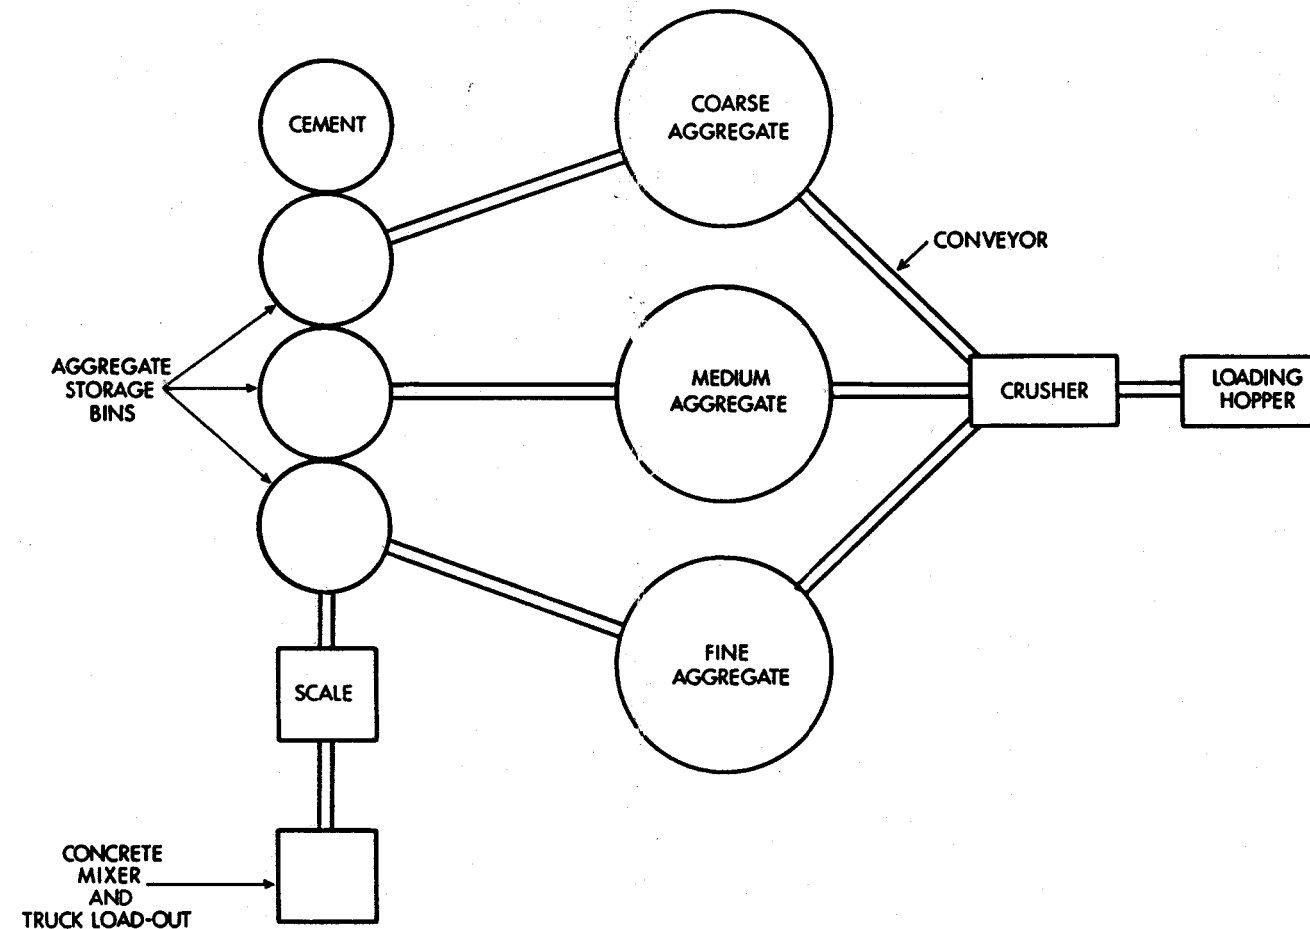 COARSE
AGGREGATE
CEMENT
CONVEYOR
AGGREGATE
STORAGE
BINS
MEDIUM
AGGREGATE
CRUSHER
LOADING
HOPPER
FINE
AGGREGATE
SCALE
CONCRETE
MIXER
AND
TRUCK LOAD-OUT